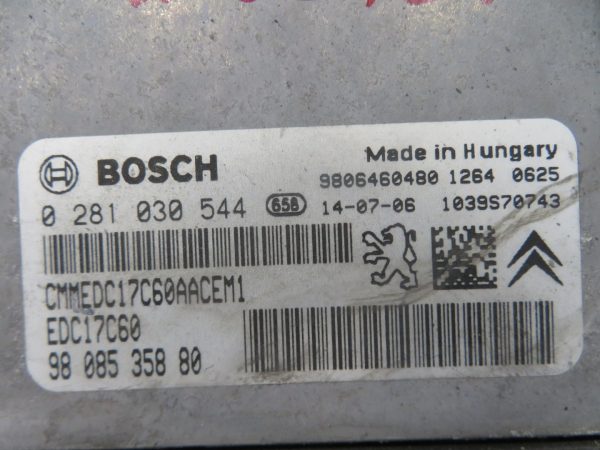 BOSCH Made in Hungary
9806460480 1264 0625
0 281 030 544 658 14-07-06 1039S70743
CMMEDC17C60AACEM1
EDC17C60
98 085 358 80